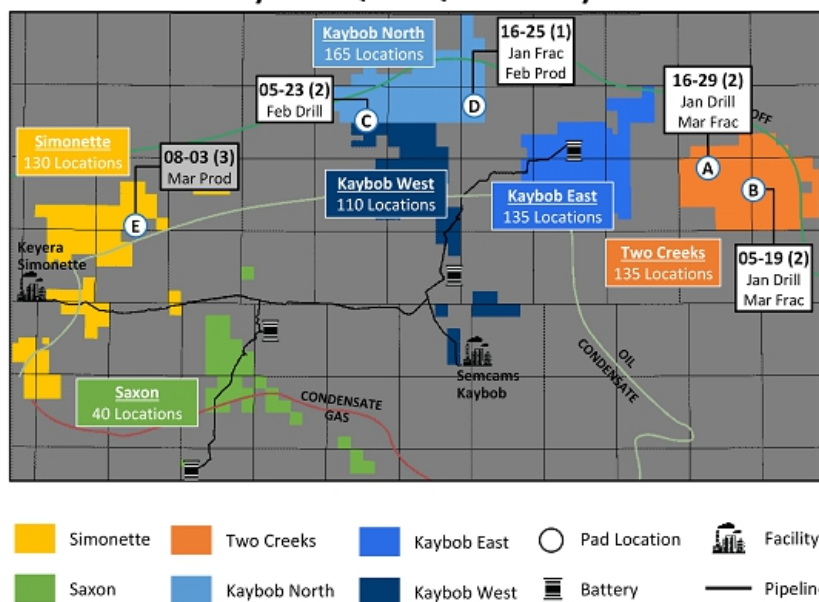 Kaybob North
165 Locations
16-25 (1)
Jan Frac
Feb Prod
05-23 (2)
Feb Drill
16-29 (2)
Jan Drill
Mar Frac
OFF
C
D
Simonette
130 Locations
08-03 (3)
Mar Prod
A
B
Kaybob West
110 Locations
Kaybob East
135 Locations
E
Keyera
Simonette
Two Creeks
135 Locations
05-19 (2)
Jan Drill
Mar Frac
Semcams
Kaybob
OIL
CONDENSATE
Saxon
40 Locations
CONDENSATE
GAS
Simonette
Two Creeks
Kaybob East
Pad Location
Facility
Saxon
Kaybob North
Kaybob West
Battery